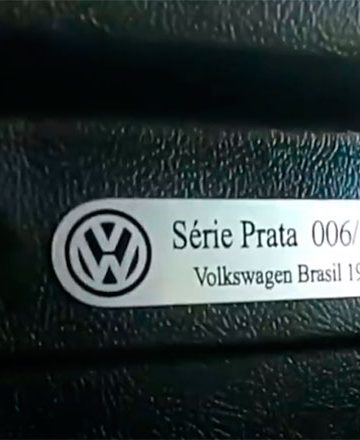 Série Prata 006/
Volkswagen Brasil 19